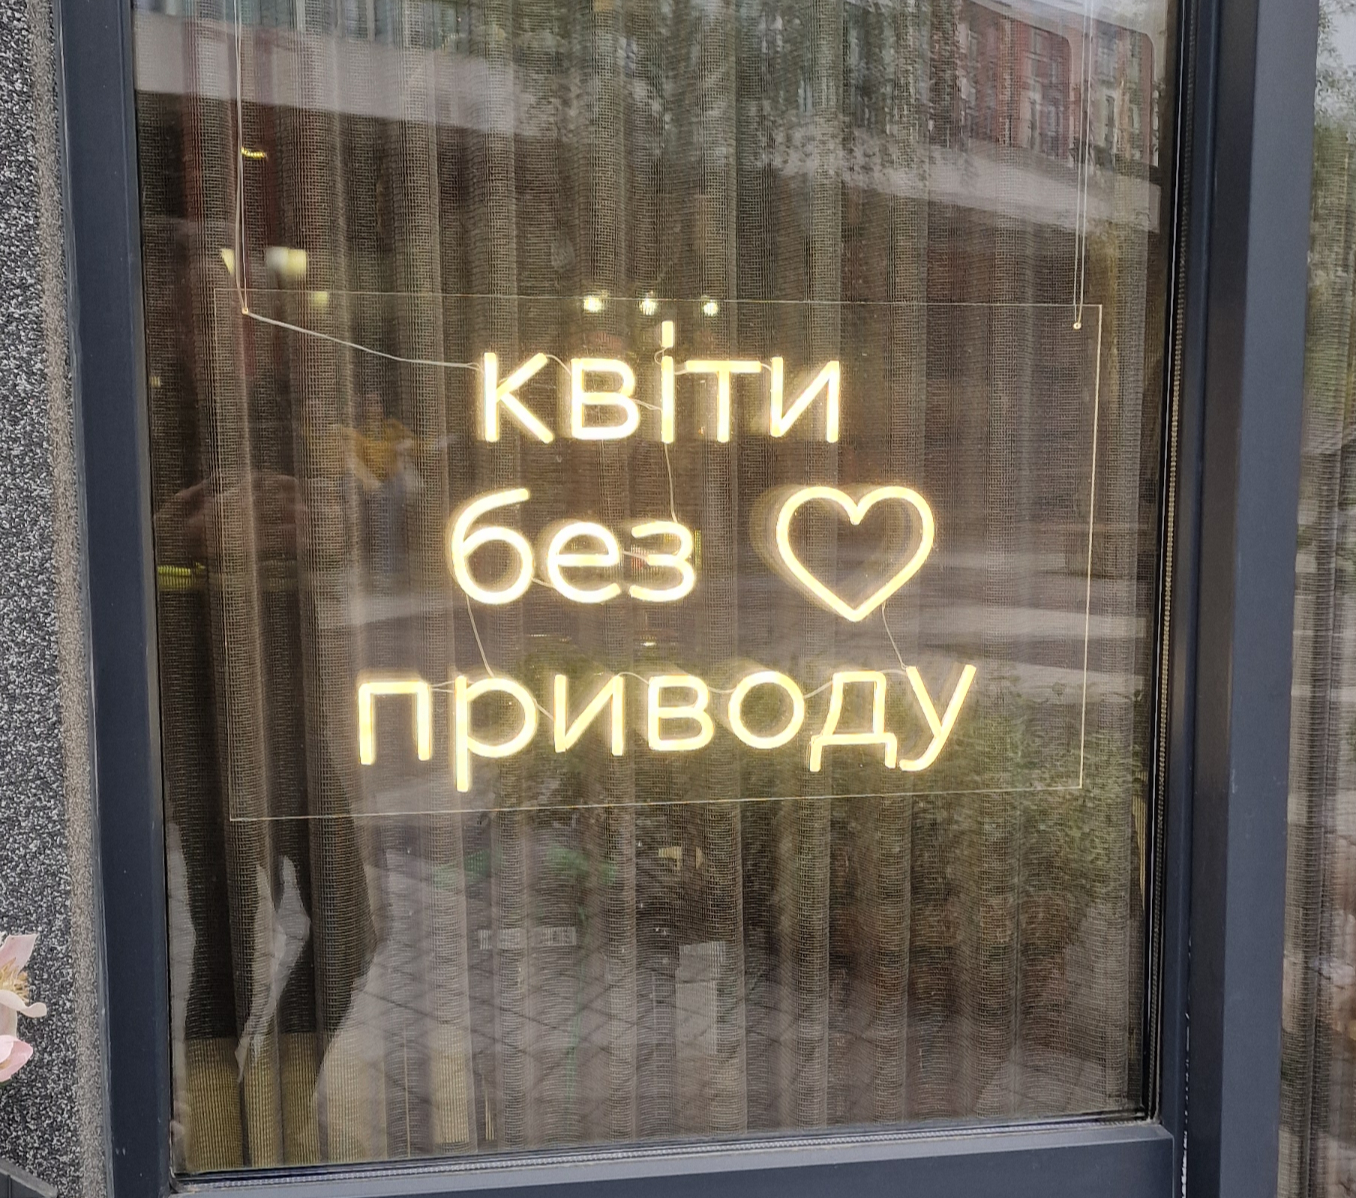 квіти
без
приводу